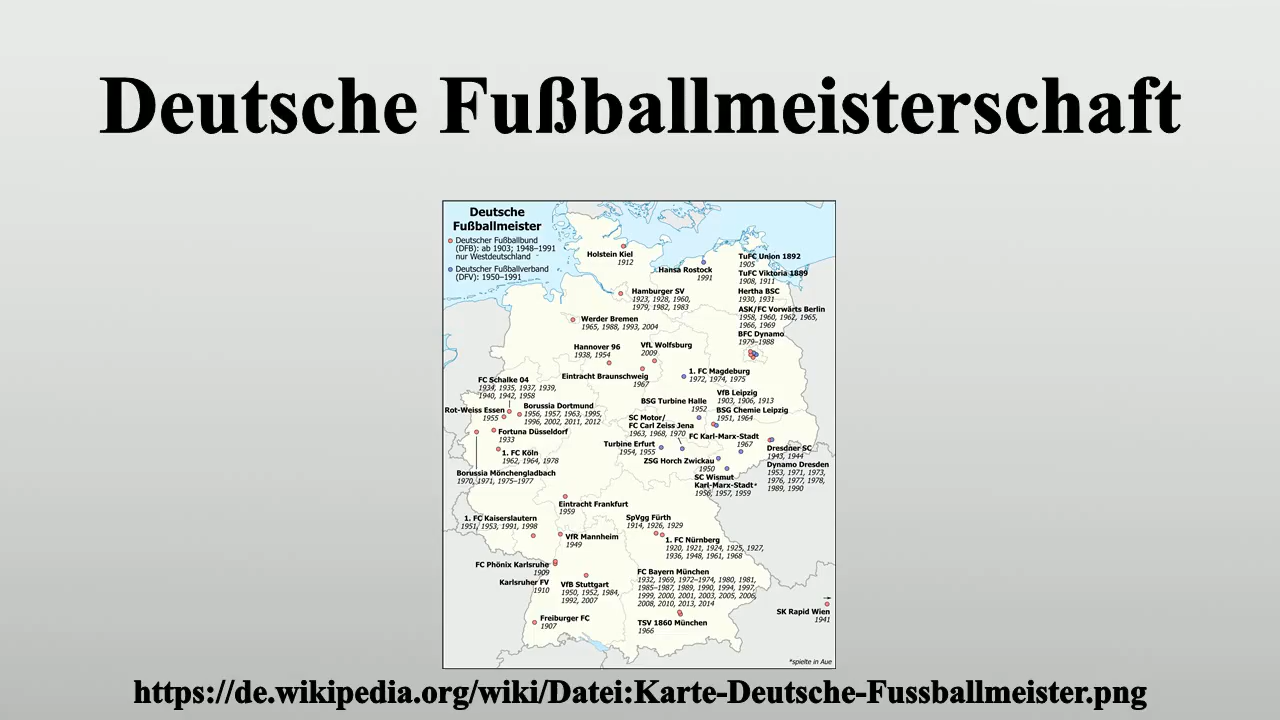 Deutsche Fußballmeisterschaft
Deutsche
Fußballmeister
Deutscher Fußballbund
(DFB): ab 1903; 1948–1991
nur Westdeutschland
Deutscher Fußballverband
(DFV): 1950–1991
Holstein Kiel
1912
Hansa Rostock
1991
TuFC Union 1892
1905
TuFC Viktoria 1889
1908, 1911
Hertha BSC
1930, 1931
ASK/FC Vorwärts Berlin
1958, 1960, 1962, 1965,
1966, 1969
BFC Dynamo
1979–1988
Hamburger SV
1923, 1928, 1960,
1979, 1982, 1983
Werder Bremen
1965, 1988, 1993, 2004
Hannover 96
1938, 1954
VfL Wolfsburg
2009
Eintracht Braunschweig
1967
1. FC Magdeburg
1972, 1974, 1975
FC Schalke 04
1934, 1935, 1937, 1939,
1940, 1942, 1958
Rot-Weiss Essen
1955
Borussia Dortmund
1956, 1957, 1963, 1995,
1996, 2002, 2011, 2012
Fortuna Düsseldorf
1933
1. FC Köln
1962, 1964, 1978
Borussia Mönchengladbach
1970, 1971, 1975–1977
BSG Turbine Halle
1952
VfB Leipzig
1903, 1906, 1913
BSG Chemie Leipzig
1951, 1964
SC Motor/
FC Carl Zeiss Jena
1963, 1968, 1970
FC Karl-Marx-Stadt
1967
Turbine Erfurt
1954, 1955
ZSG Horch Zwickau
1950
SC Wismut
Karl-Marx-Stadt*
1956, 1957, 1959
Dresdner SC
1943, 1944
Dynamo Dresden
1953, 1971, 1973,
1976, 1977, 1978,
1989, 1990
Eintracht Frankfurt
1959
1. FC Kaiserslautern
1951, 1953, 1991, 1998
VfR Mannheim
1949
SpVgg Fürth
1914, 1926, 1929
1. FC Nürnberg
1920, 1921, 1924, 1925, 1927,
1936, 1948, 1961, 1968
FC Phönix Karlsruhe
1909
Karlsruher FV
1910
VfB Stuttgart
1950, 1952, 1984,
1992, 2007
FC Bayern München
1932, 1969, 1972–1974, 1980, 1981,
1985–1987, 1989, 1990, 1994, 1997,
1999, 2000, 2001, 2003, 2005, 2006,
2008, 2010, 2013, 2014
TSV 1860 München
1966
Freiburger FC
1907
SK Rapid Wien
1941
*spielte in Aue
https://de.wikipedia.org/wiki/Datei:Karte-Deutsche-Fussballmeister.png